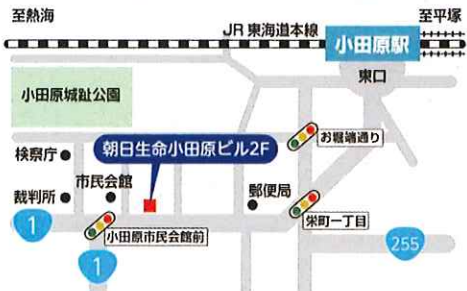 至熱海
至平塚
JR東海道本線
小田原駅
東口
小田原城趾公園
お堀端通り
朝日生命小田原ビル2F
検察庁
市民会館
裁判所
郵便局
栄町一丁目
1
小田原市民会館前
255
1